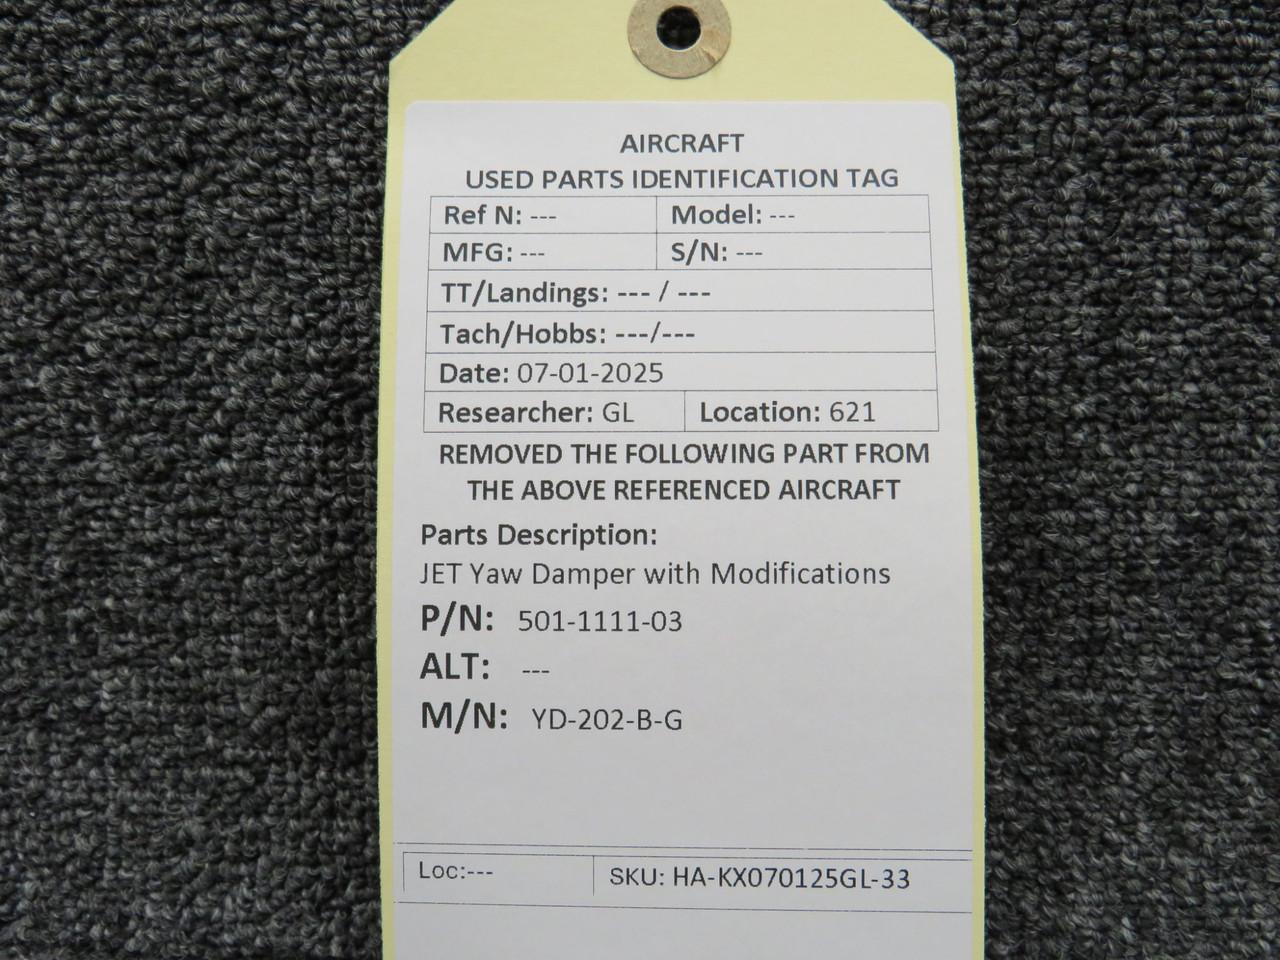 AIRCRAFT
USED PARTS IDENTIFICATION TAG
Ref N: --- Model: ---
MFG: --- S/N: ---
TT/Landings: --- / ---
Tach/Hobbs: ---/---
Date: 07-01-2025
Researcher: GL Location: 621
REMOVED THE FOLLOWING PART FROM
THE ABOVE REFERENCED AIRCRAFT
Parts Description:
JET Yaw Damper with Modifications
P/N: 501-1111-03
ALT: ---
M/N: YD-202-B-G
Loc:--- SKU: HA-KX070125GL-33